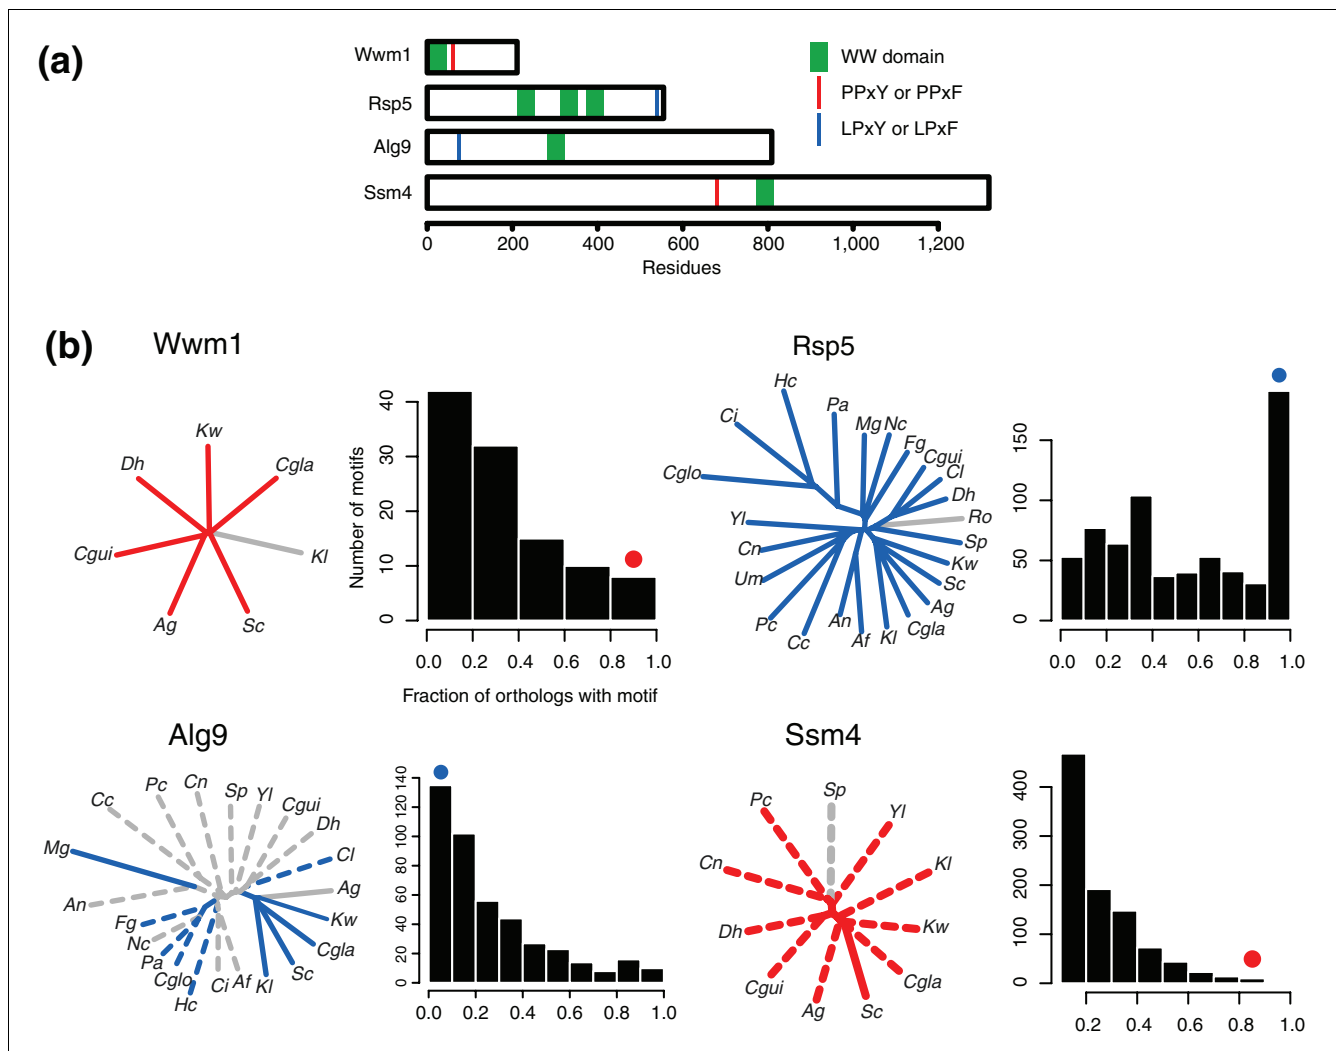 (a)
Wwm1
Rsp5
Alg9
Ssm4
WW domain
PPxY or PPxF
LPxY or LPxF
0 200 400 600 800 1,000 1,200
Residues
(b)
Wwm1
Kw
Dh
Cgla
Cgui
Kl
Ag
Sc
Number of motifs
40
30
20
10
0
0.0 0.2 0.4 0.6 0.8 1.0
Fraction of orthologs with motif
Rsp5
Hc
Pa
Ci
Mg Nc
Fg
Cgui
Cl
Cglo
Dh
Yl
Ro
Sp
Cn
Kw
Um
Sc
Ag
Pc
Cc
An
Af
Kl
Cgla
150
100
50
0
0.0 0.2 0.4 0.6 0.8 1.0
Alg9
Pc
Cn
Sp
Yl
Cc
Cgui
Dh
Mg
Cl
Ag
An
Fg
Kw
Nc
Pa
Cgla
Cglo
Sc
Hc
Ci
Af
Kl
140
120
100
80
60
40
20
0
0.0 0.2 0.4 0.6 0.8 1.0
Ssm4
Sp
Pc
Yl
Cn
Kl
Dh
Kw
Cgui
Cgla
Ag
Sc
400
300
200
100
0
0.2 0.4 0.6 0.8 1.0